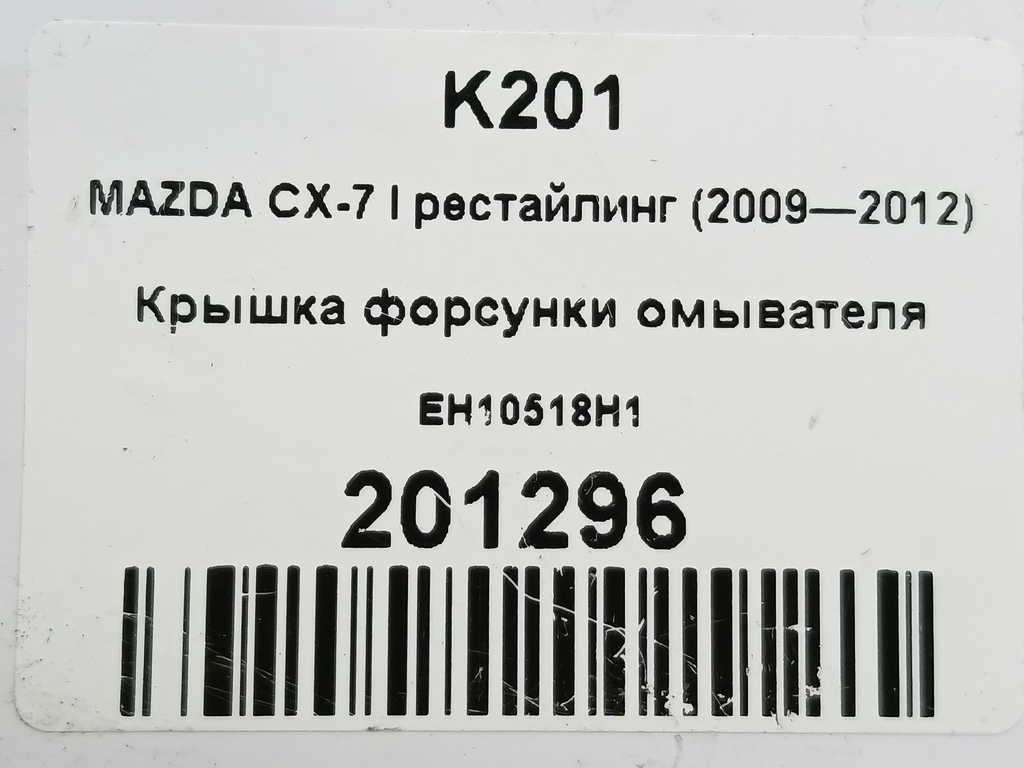 K201
MAZDA CX-7 I рестайлинг (2009—2012)
Крышка форсунки омывателя
EH10518H1
201296